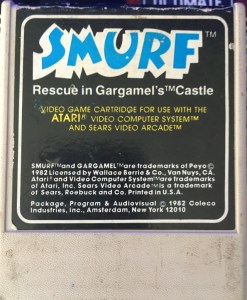 ULTIMATE
SMURF™
Rescue in Gargamel's™Castle
VIDEO GAME CARTRIDGE FOR USE WITH THE
ATARI® VIDEO COMPUTER SYSTEM™
AND SEARS VIDEO ARCADE™
SMURF™and GARGAMEL™are trademarks of Peyo©
1982 Licensed by Wallace Berrie & Co., Van Nuys, CA.
Atari® and Video Computer System™are trademarks
of Atari, Inc. Sears Video Arcade™is a trademark
of Sears, Roebuck and Co. Printed in U.S.A.
Package, Program & Audiovisual © 1982 Coleco
Industries, Inc., Amsterdam, New York 12010